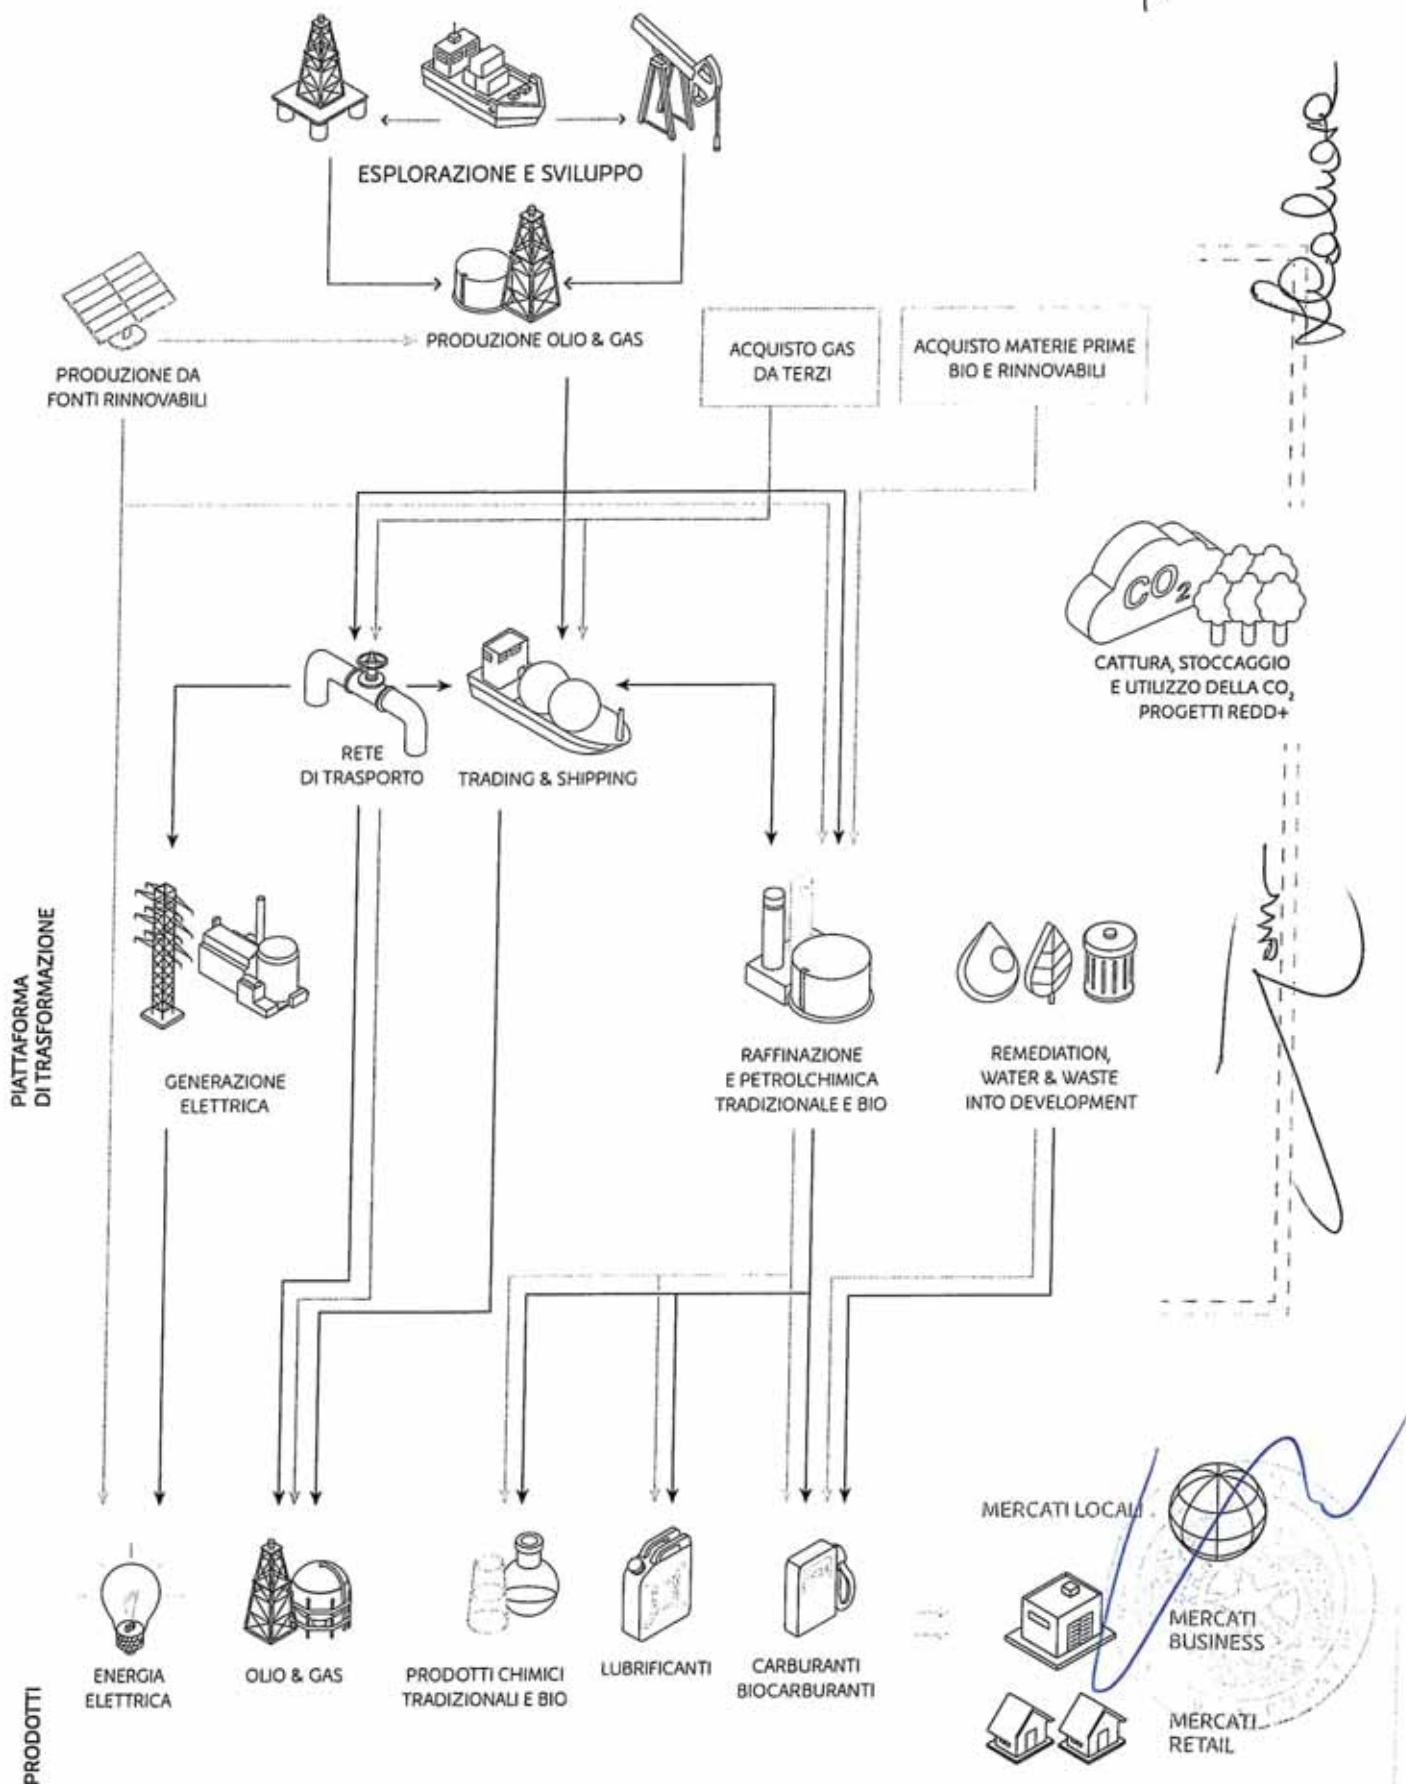 ESPLORAZIONE E SVILUPPO
PRODUZIONE OLIO & GAS
PRODUZIONE DA
FONTI RINNOVABILI
ACQUISTO GAS
DA TERZI
ACQUISTO MATERIE PRIME
BIO E RINNOVABILI
CO2
CATTURA, STOCCAGGIO
E UTILIZZO DELLA CO2
PROGETTI REDD+
RETE
DI TRASPORTO
TRADING & SHIPPING
PIATTAFORMA
DI TRASFORMAZIONE
GENERAZIONE
ELETTRICA
RAFFINAZIONE
E PETROLCHIMICA
TRADIZIONALE E BIO
REMEDIATION,
WATER & WASTE
INTO DEVELOPMENT
PRODOTTI
ENERGIA
ELETTRICA
OLIO & GAS
PRODOTTI CHIMICI
TRADIZIONALI E BIO
LUBRIFICANTI
CARBURANTI
BIOCARBURANTI
MERCATI LOCALI
MERCATI
BUSINESS
MERCATI
RETAIL